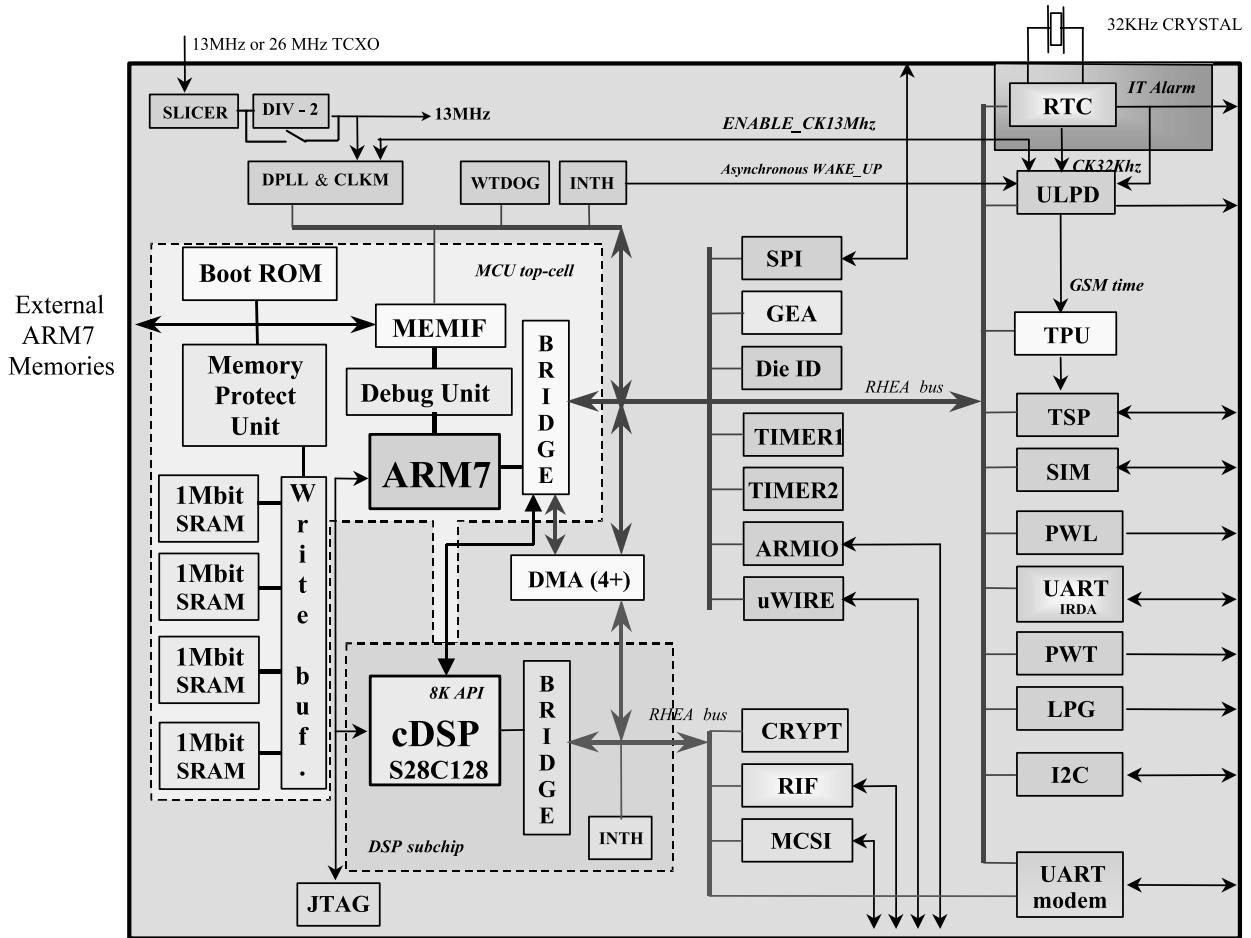 32KHz CRYSTAL
13MHz or 26 MHz TCXO
SLICER
DIV - 2
13MHz
IT Alarm
RTC
ENABLE_CK13Mhz
CK32Khz
DPLL & CLKM
WTDOG
INTH
Asynchronous WAKE_UP
ULPD
MCU top-cell
Boot ROM
SPI
GSM time
External
ARM7
Memories
MEMIF
GEA
TPU
Memory
Protect
Unit
Debug Unit
B
R
I
D
G
E
Die ID
RHEA bus
TSP
ARM7
TIMER1
SIM
1Mbit
SRAM
W
r
i
t
e
b
u
f
.
TIMER2
PWL
ARMIO
1Mbit
SRAM
DMA (4+)
uWIRE
UART
IRDA
1Mbit
SRAM
PWT
8K API
cDSP
S28C128
B
R
I
D
G
E
RHEA bus
LPG
1Mbit
SRAM
CRYPT
I2C
RIF
INTH
MCSI
DSP subchip
JTAG
UART
modem